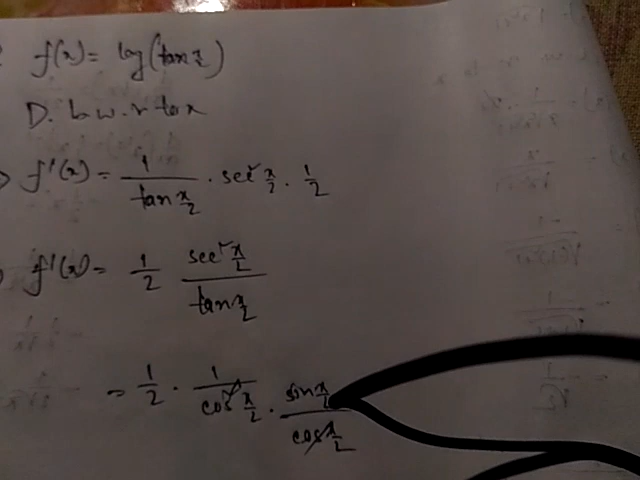 f(x) = log(tan x/2)
D. b w.r to x
f'(x) = 1/tan x/2 · sec² x/2 · 1/2
f'(x) = 1/2 sec² x/2 / tan x/2
= 1/2 · 1/cos² x/2 · sin x/2 / cos x/2